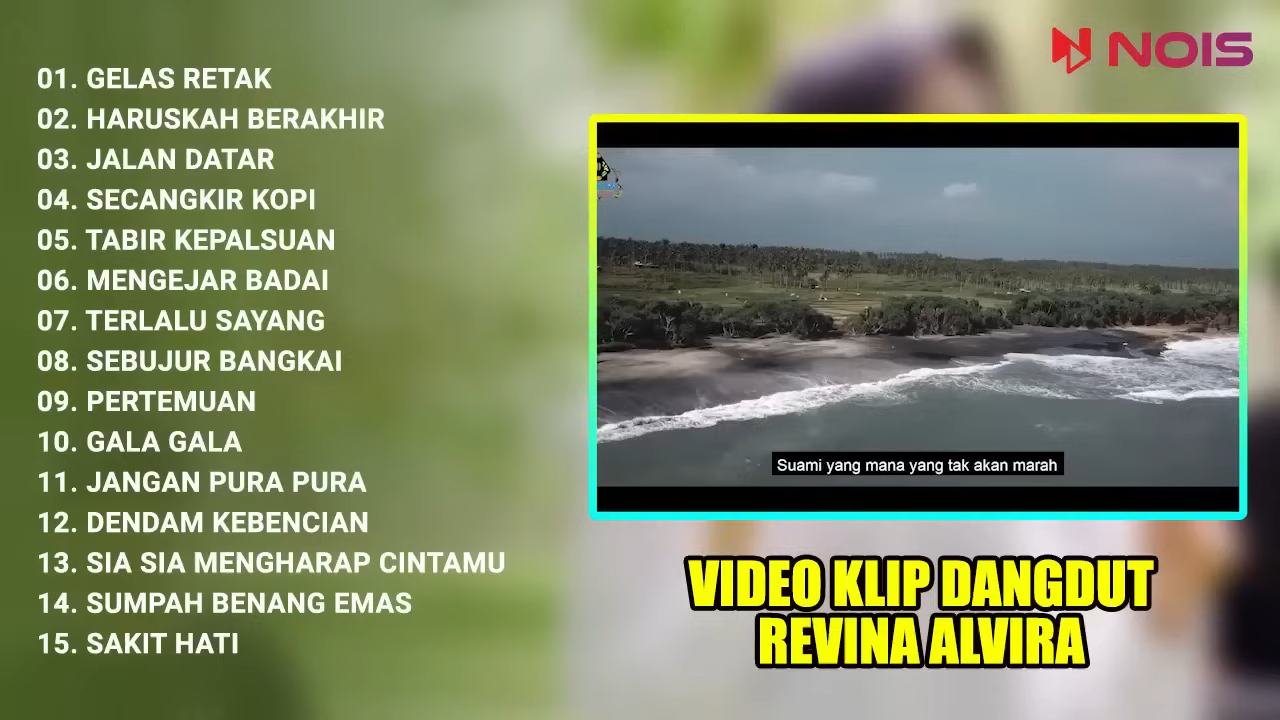 01. GELAS RETAK
02. HARUSKAH BERAKHIR
03. JALAN DATAR
04. SECANGKIR KOPI
05. TABIR KEPALSUAN
06. MENGEJAR BADAI
07. TERLALU SAYANG
08. SEBUJUR BANGKAI
09. PERTEMUAN
10. GALA GALA
11. JANGAN PURA PURA
12. DENDAM KEBENCIAN
13. SIA SIA MENGHARAP CINTAMU
14. SUMPAH BENANG EMAS
15. SAKIT HATI
NOIS
Suami yang mana yang tak akan marah
VIDEO KLIP DANGDUT
REVINA ALVIRA